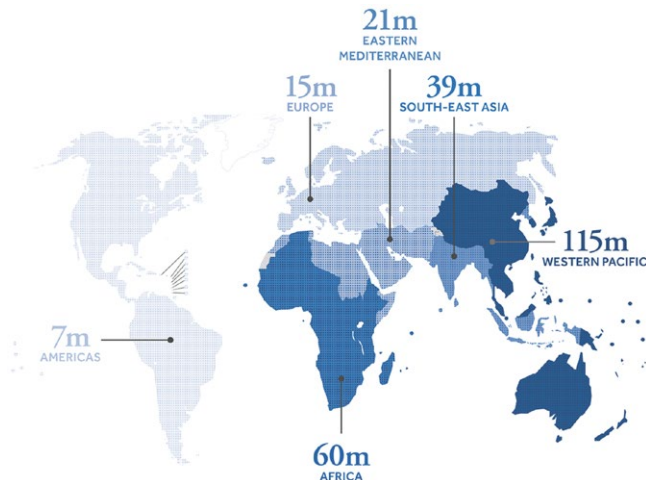 21m
EASTERN
MEDITERRANEAN
15m
EUROPE
39m
SOUTH-EAST ASIA
115m
WESTERN PACIFIC
7m
AMERICAS
60m
AFRICA